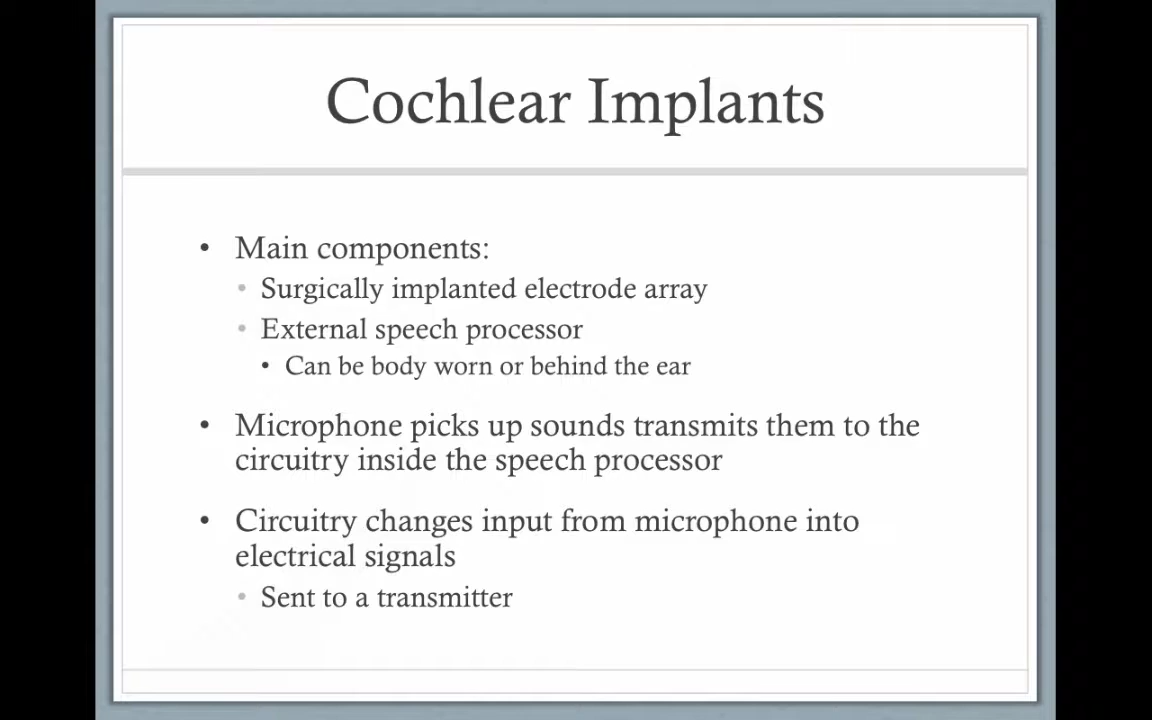 Cochlear Implants
• Main components:
• Surgically implanted electrode array
• External speech processor
• Can be body worn or behind the ear
• Microphone picks up sounds transmits them to the
circuitry inside the speech processor
• Circuitry changes input from microphone into
electrical signals
• Sent to a transmitter